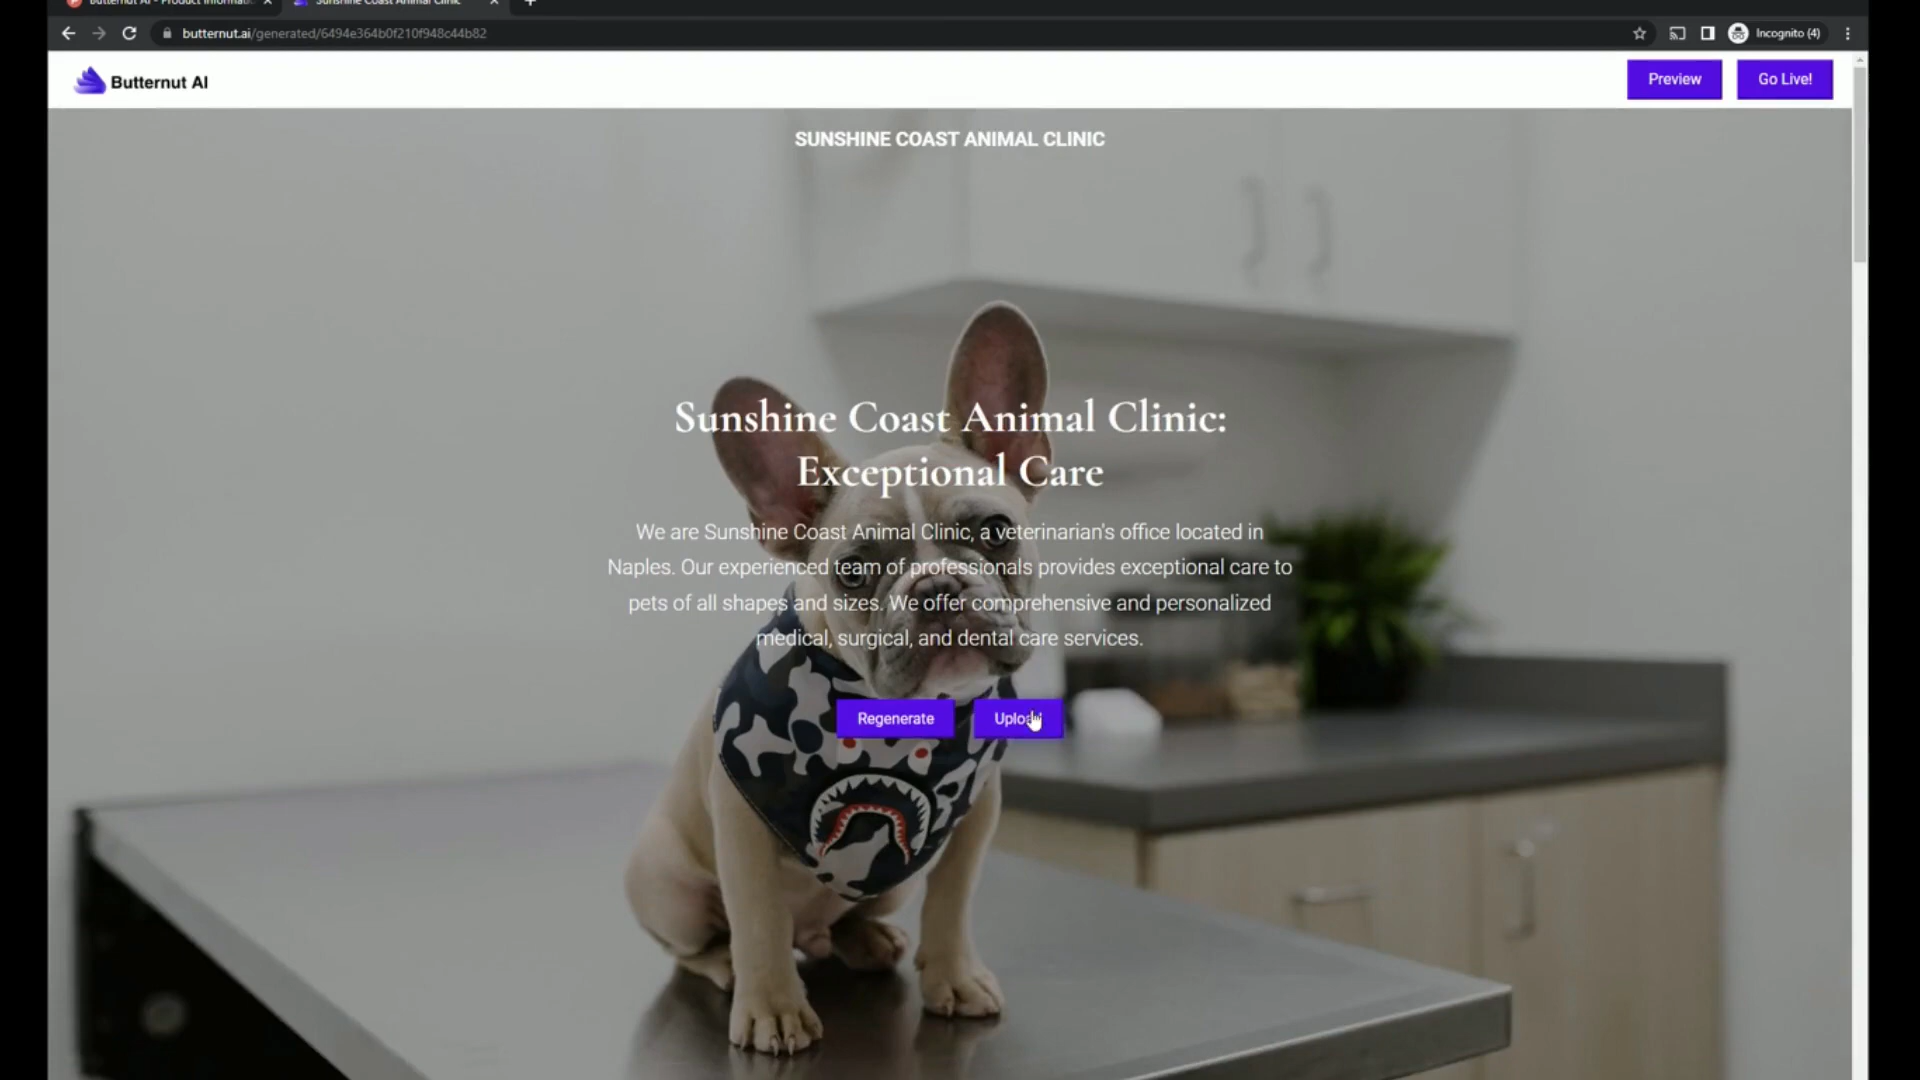 Butternut AI - Product Informati
Sunshine Coast Animal Clinic
butternut.ai/generated/6494e364b0f210f948c44b82
Incognito (4)
Butternut AI
Preview
Go Live!
SUNSHINE COAST ANIMAL CLINIC
Sunshine Coast Animal Clinic:
Exceptional Care
We are Sunshine Coast Animal Clinic, a veterinarian's office located in
Naples. Our experienced team of professionals provides exceptional care to
pets of all shapes and sizes. We offer comprehensive and personalized
medical, surgical, and dental care services.
Regenerate
Upload